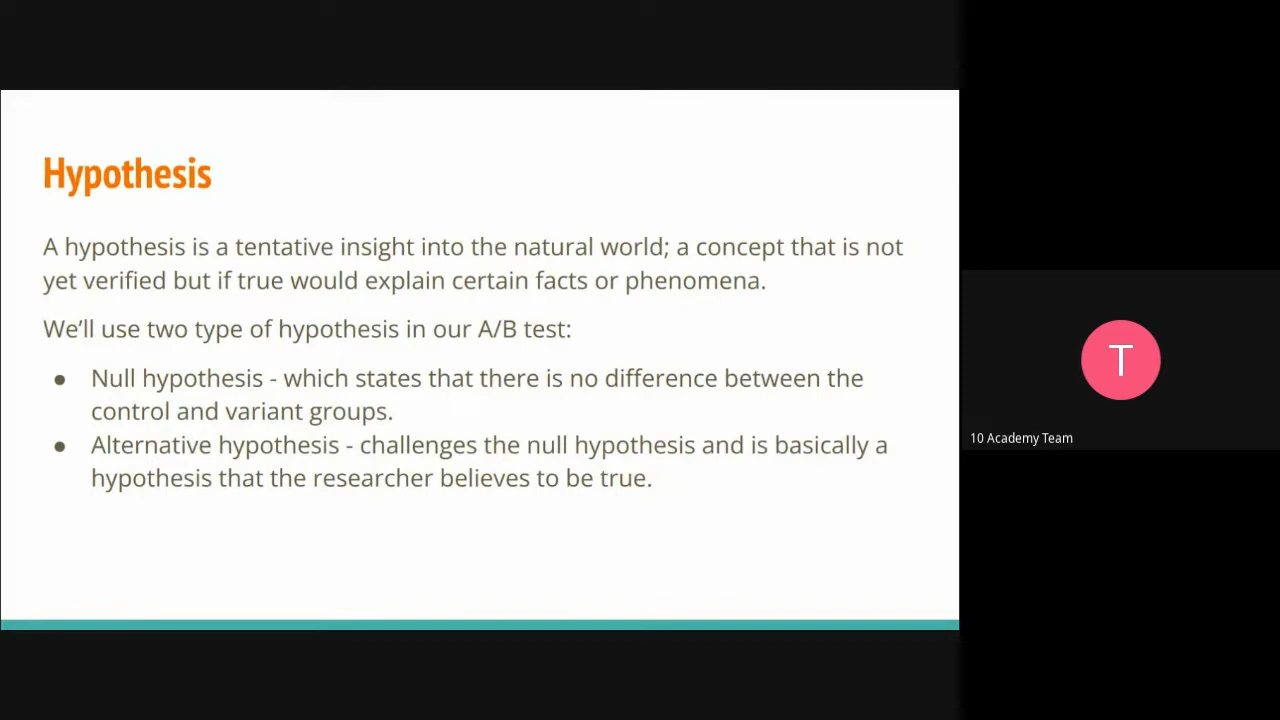 Hypothesis
A hypothesis is a tentative insight into the natural world; a concept that is not
yet verified but if true would explain certain facts or phenomena.
We’ll use two type of hypothesis in our A/B test:
● Null hypothesis - which states that there is no difference between the
control and variant groups.
● Alternative hypothesis - challenges the null hypothesis and is basically a
hypothesis that the researcher believes to be true.
T
10 Academy Team